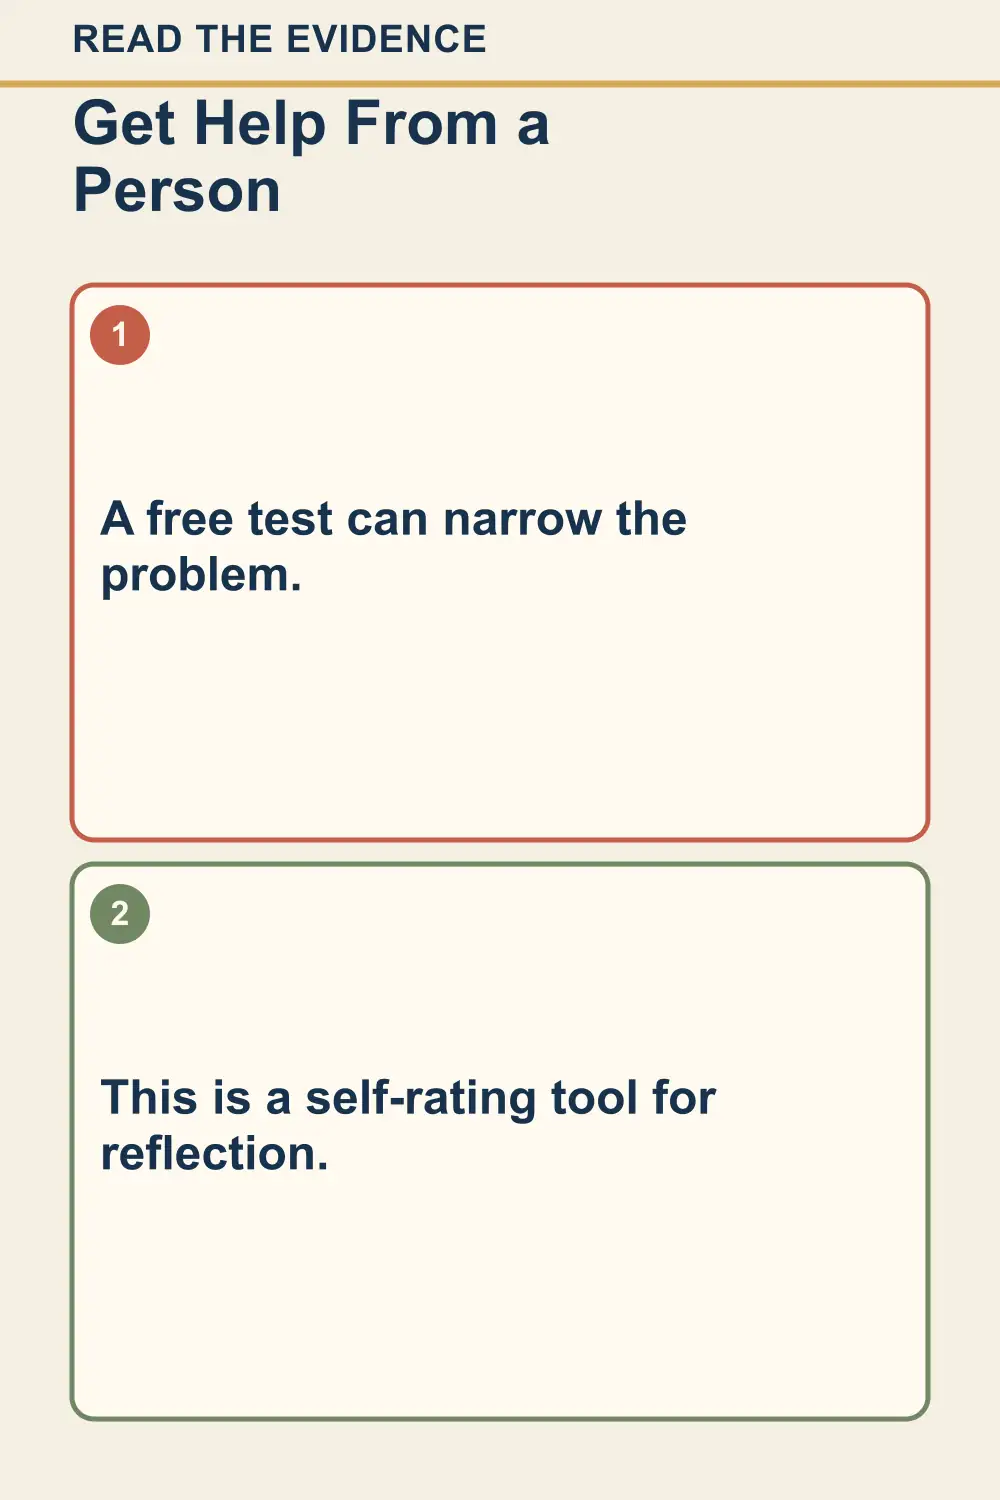 READ THE EVIDENCE
Get Help From a
Person
1
A free test can narrow the
problem.
2
This is a self-rating tool for
reflection.